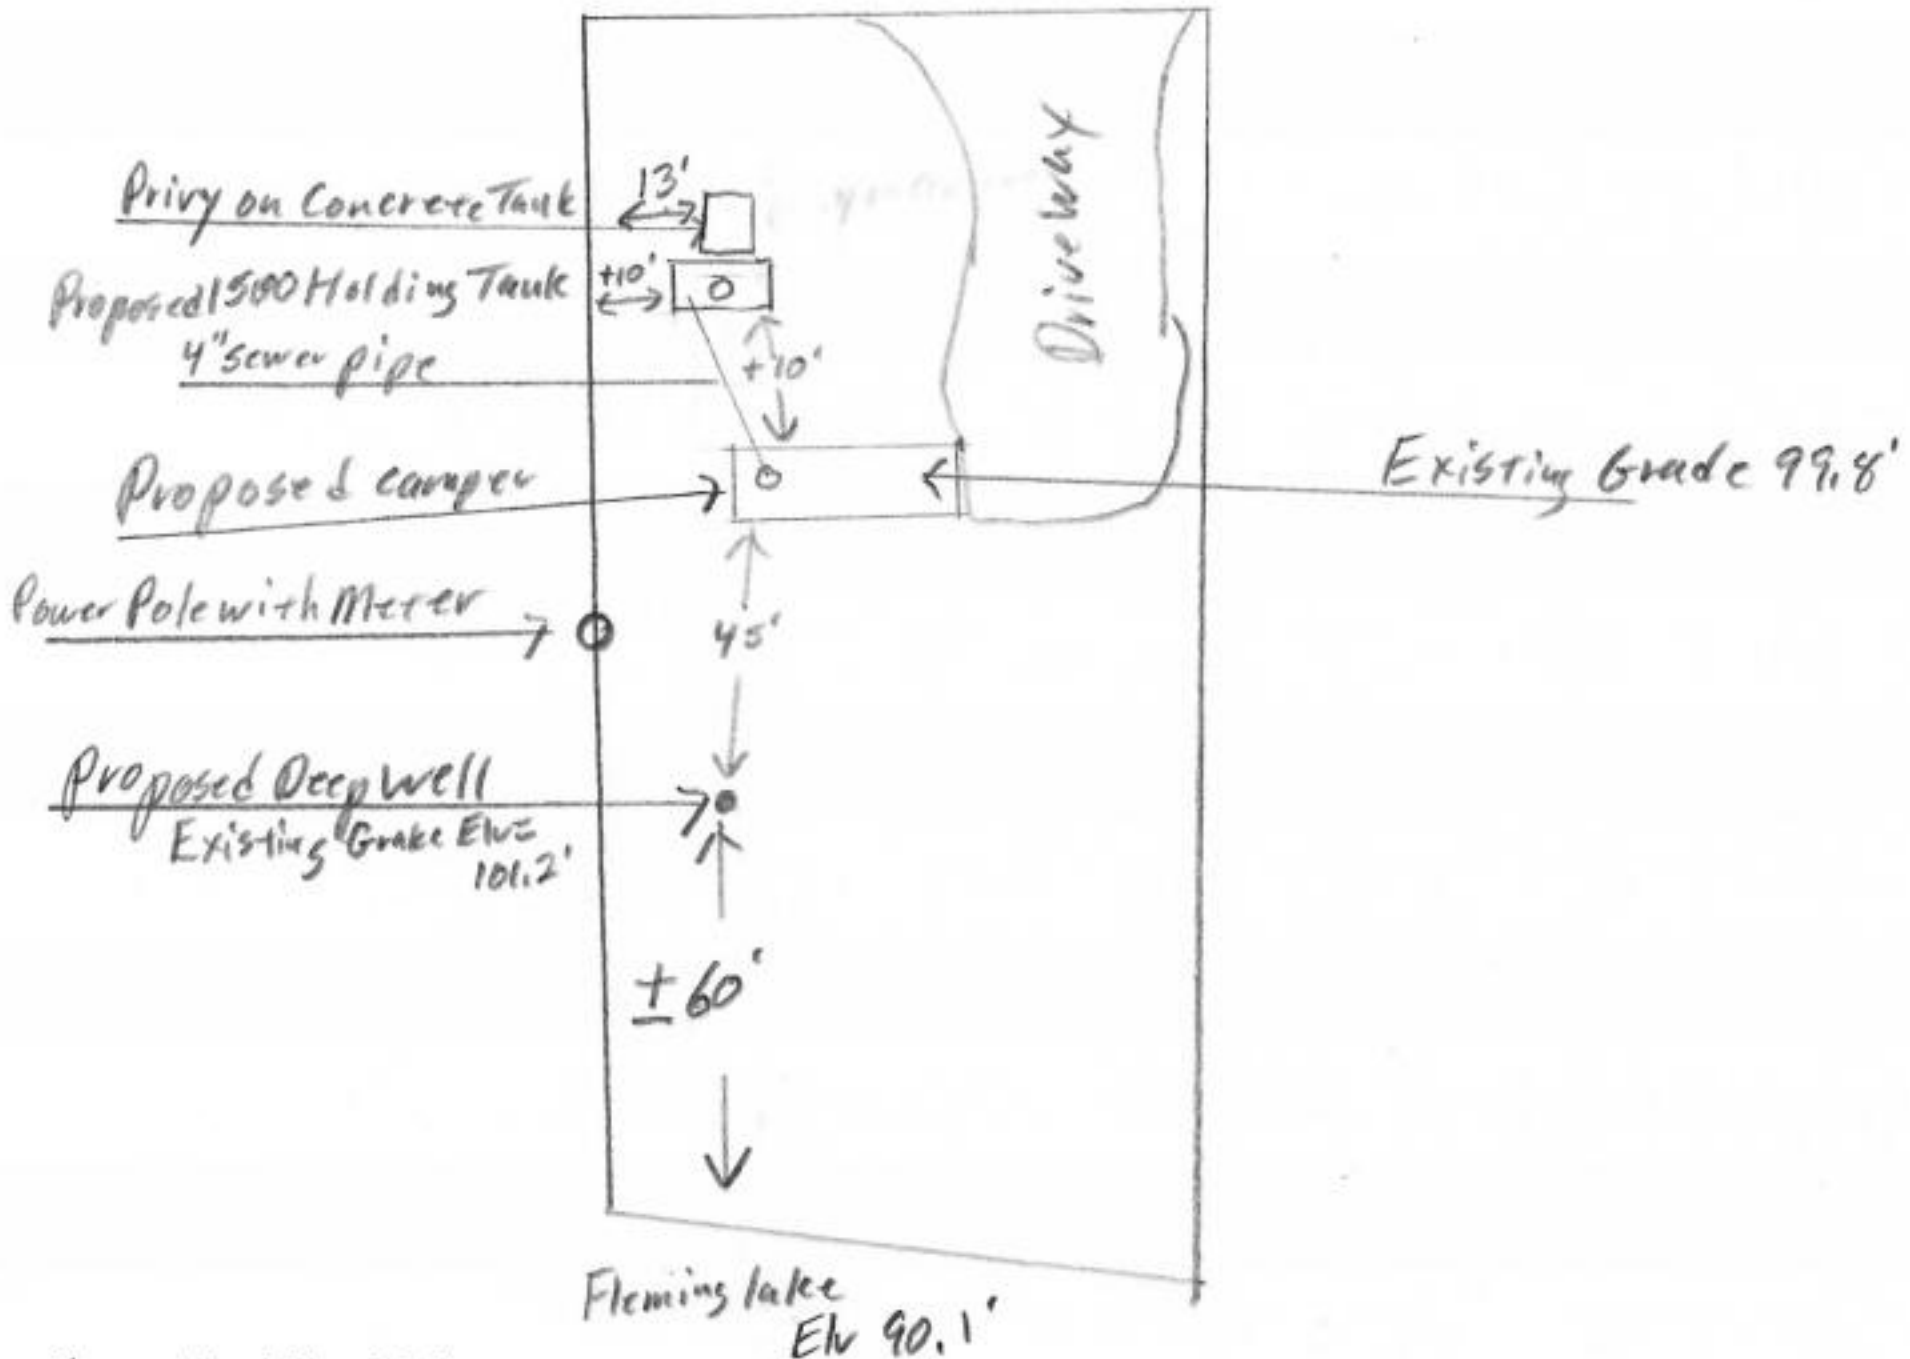 Driveway
13'
Privy on Concrete Tank
+10'
Proposed 1500 Holding Tank
4" sewer pipe
+10'
Proposed camper
Existing Grade 99.8'
Power Pole with Meter
45'
Proposed Deep Well
Existing Grake Elv=
101.2'
± 60'
Fleming lake
Elv 90.1'